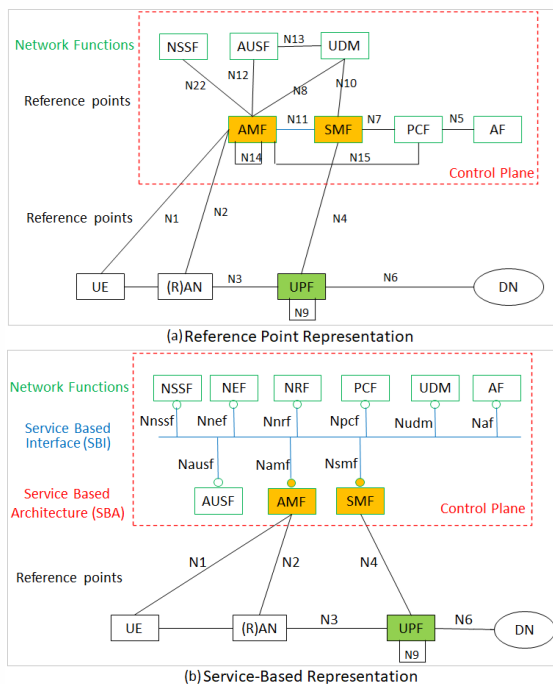 Network Functions
NSSF
AUSF
N13
UDM
N12
N10
N22
N8
Reference points
AMF
N11
SMF
N7
PCF
N5
AF
N14
N15
Control Plane
Reference points
N1
N2
N4
N3
N6
UE
(R)AN
UPF
DN
N9
(a) Reference Point Representation
Network Functions
NSSF
NEF
NRF
PCF
UDM
AF
Service Based
Interface (SBI)
Nnssf
Nnef
Nnrf
Npcf
Nudm
Naf
Nausf
Namf
Nsmf
Service Based
Architecture (SBA)
AUSF
AMF
SMF
Control Plane
Reference points
N1
N2
N4
N3
N6
UE
(R)AN
UPF
DN
N9
(b) Service-Based Representation